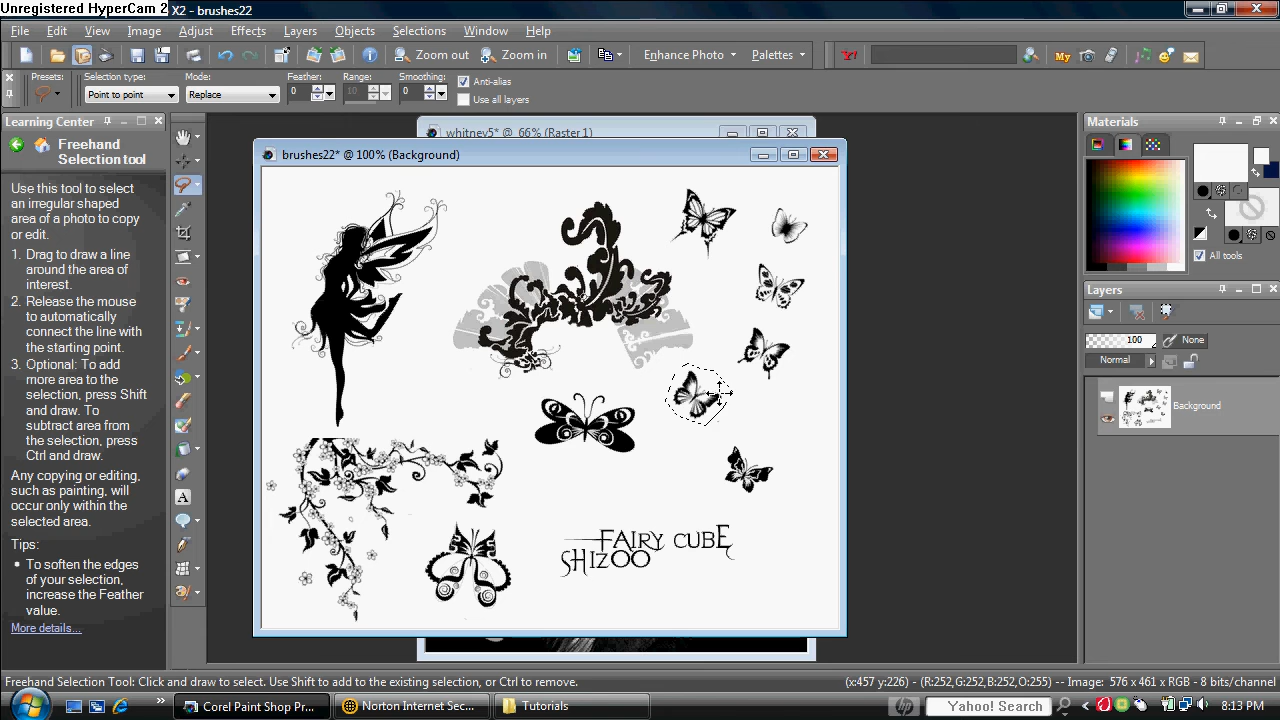 Unregistered HyperCam 2 X2 - brushes22
File Edit View Image Adjust Effects Layers Objects Selections Window Help
Zoom out Zoom in Enhance Photo Palettes My
Presets: Selection type: Mode: Feather: Range: Smoothing: Anti-alias
Point to point Replace 0 10 0 Use all layers
Learning Center
Freehand
Selection tool
Use this tool to select
an irregular shaped
area of a photo to copy
or edit.
1. Drag to draw a line
around the area of
interest.
2. Release the mouse
to automatically
connect the line with
the starting point.
3. Optional: To add
more area to the
selection, press Shift
and draw. To
subtract area from
the selection, press
Ctrl and draw.
Any copying or editing,
such as painting, will
occur only within the
selected area.
Tips:
• To soften the edges
of your selection,
increase the Feather
value.
More details...
A
whitney5* @ 66% (Raster 1)
brushes22* @ 100% (Background)
FAIRY CUBE
SHIZOO
Materials
All tools
Layers
100 None
Normal
Background
Freehand Selection Tool: Click and draw to select. Use Shift to add to the existing selection, or Ctrl to remove. (x:457 y:226) -- (R:252,G:252,B:252,O:255) -- Image: 576 x 461 x RGB - 8 bits/channel
Corel Paint Shop Pr... Norton Internet Sec... Tutorials hp Yahoo! Search 8:13 PM